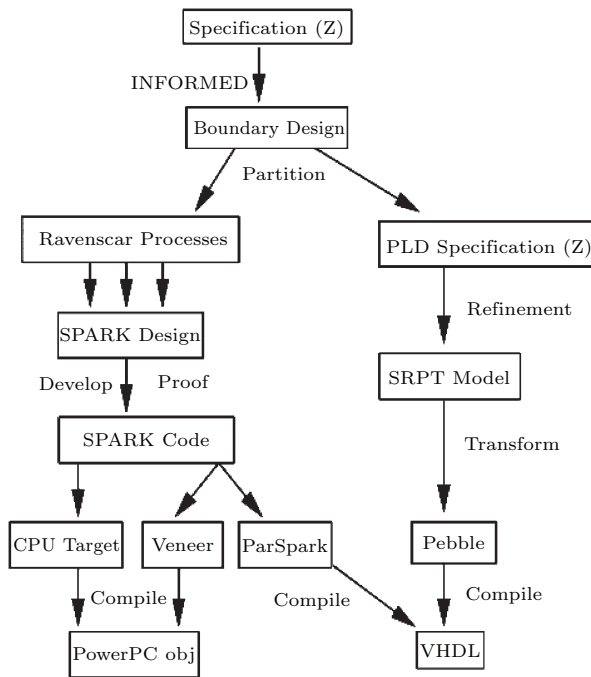 Specification (Z)
INFORMED
Boundary Design
Partition
Ravenscar Processes
PLD Specification (Z)
Refinement
SPARK Design
SRPT Model
Develop
Proof
SPARK Code
Transform
CPU Target
Veneer
ParSpark
Pebble
Compile
Compile
Compile
PowerPC obj
VHDL